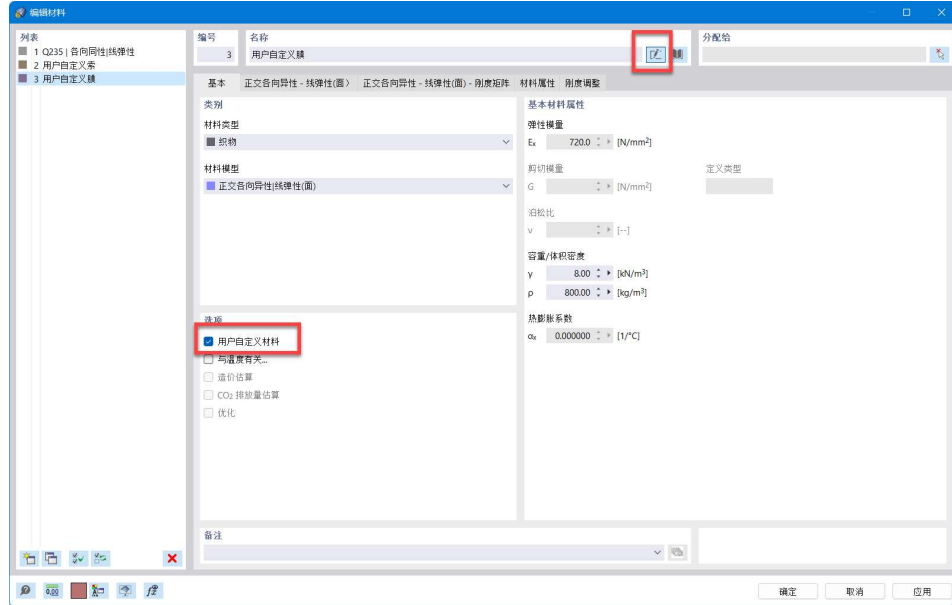 编辑材料
列表
1 Q235 | 各向同性|线弹性
2 用户自定义索
3 用户自定义膜
编号
3
名称
用户自定义膜
分配给
基本 正交各向异性 - 线弹性(面) 正交各向异性 - 线弹性(面) - 刚度矩阵 材料属性 刚度调整
类别
材料类型
织物
材料模型
正交各向异性|线弹性(面)
选项
用户自定义材料
与温度有关...
造价估算
CO₂ 排放量估算
优化
基本材料属性
弹性模量
Eₓ 720.0 [N/mm²]
剪切模量 定义类型
G [N/mm²]
泊松比
ν [--]
容重/体积密度
γ 8.00 [kN/m³]
ρ 800.00 [kg/m³]
热膨胀系数
αₓ 0.000000 [1/°C]
备注
0,00
确定 取消 应用